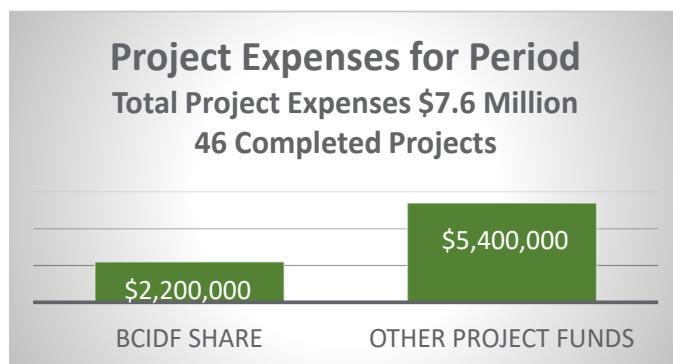 Project Expenses for Period
Total Project Expenses $7.6 Million
46 Completed Projects
$5,400,000
$2,200,000
BCIDF SHARE OTHER PROJECT FUNDS